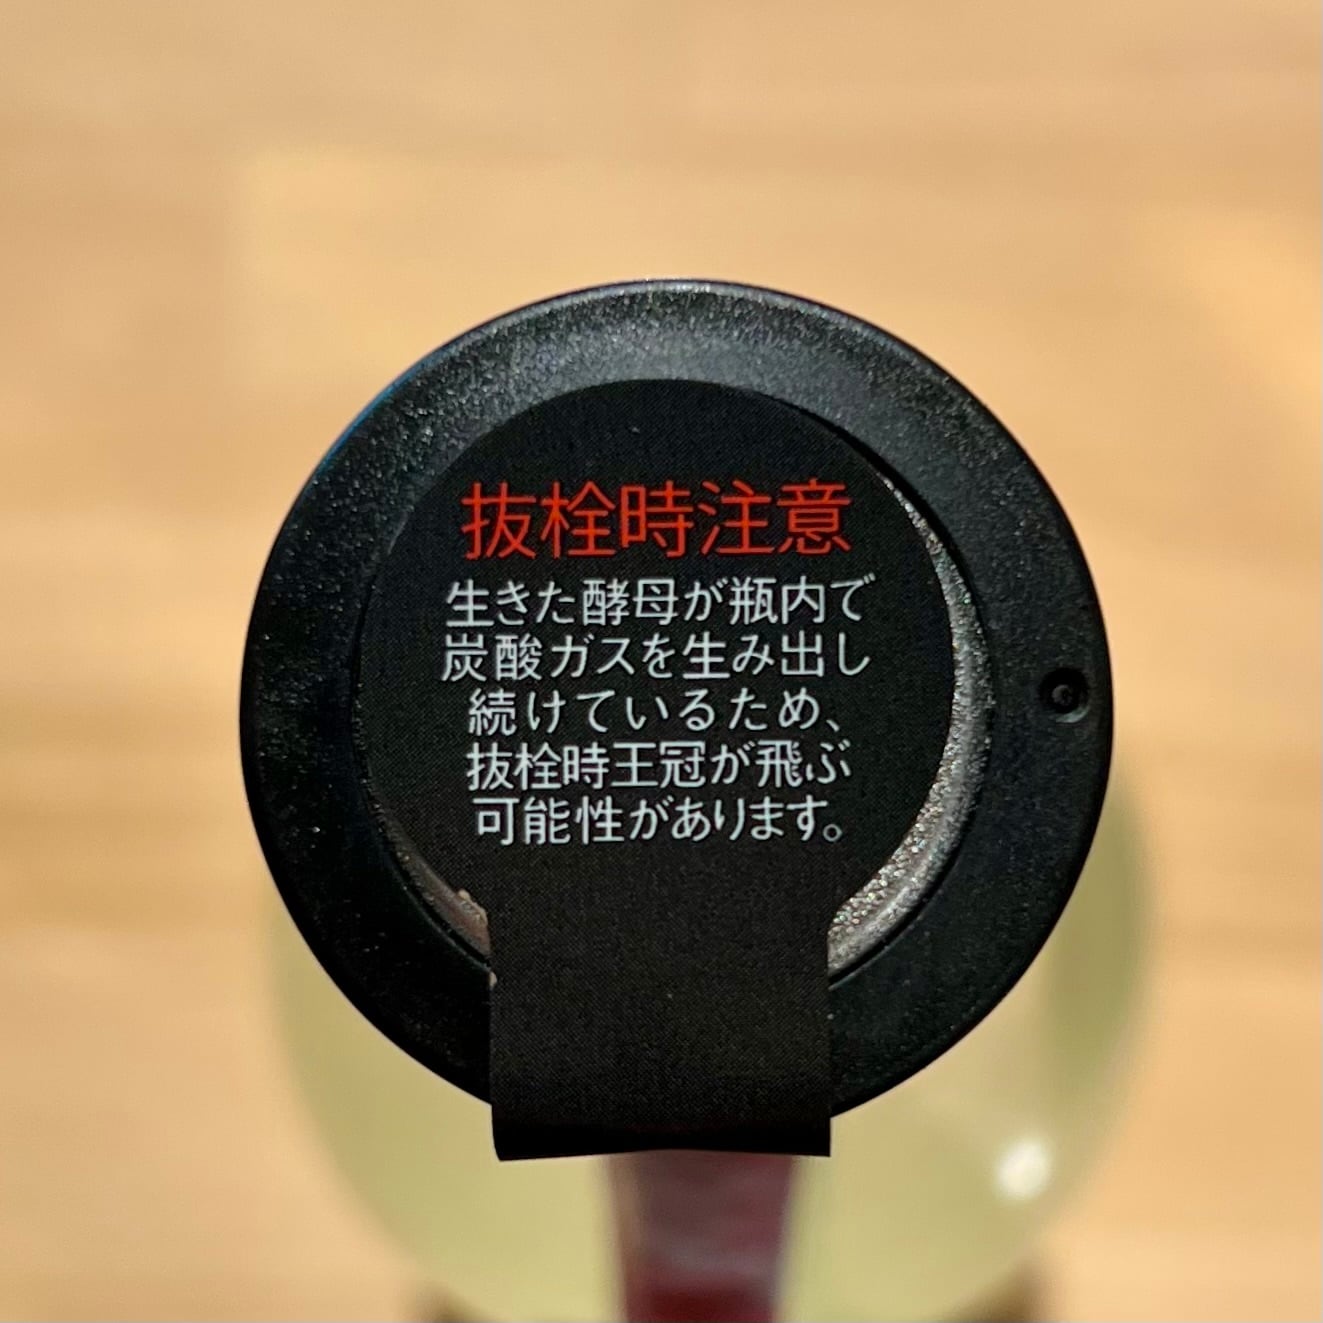 抜栓時注意
生きた酵母が瓶内で
炭酸ガスを生み出し
続けているため、
抜栓時王冠が飛ぶ
可能性があります。